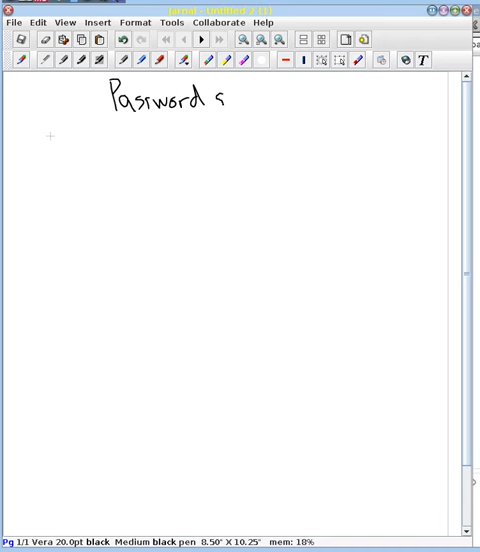 jarnal - Untitled 2 (1)
File Edit View Insert Format Tools Collaborate Help
T
Password s
Pg 1/1 Vera 20.0pt black Medium black pen 8.50" X 10.25" mem: 18%